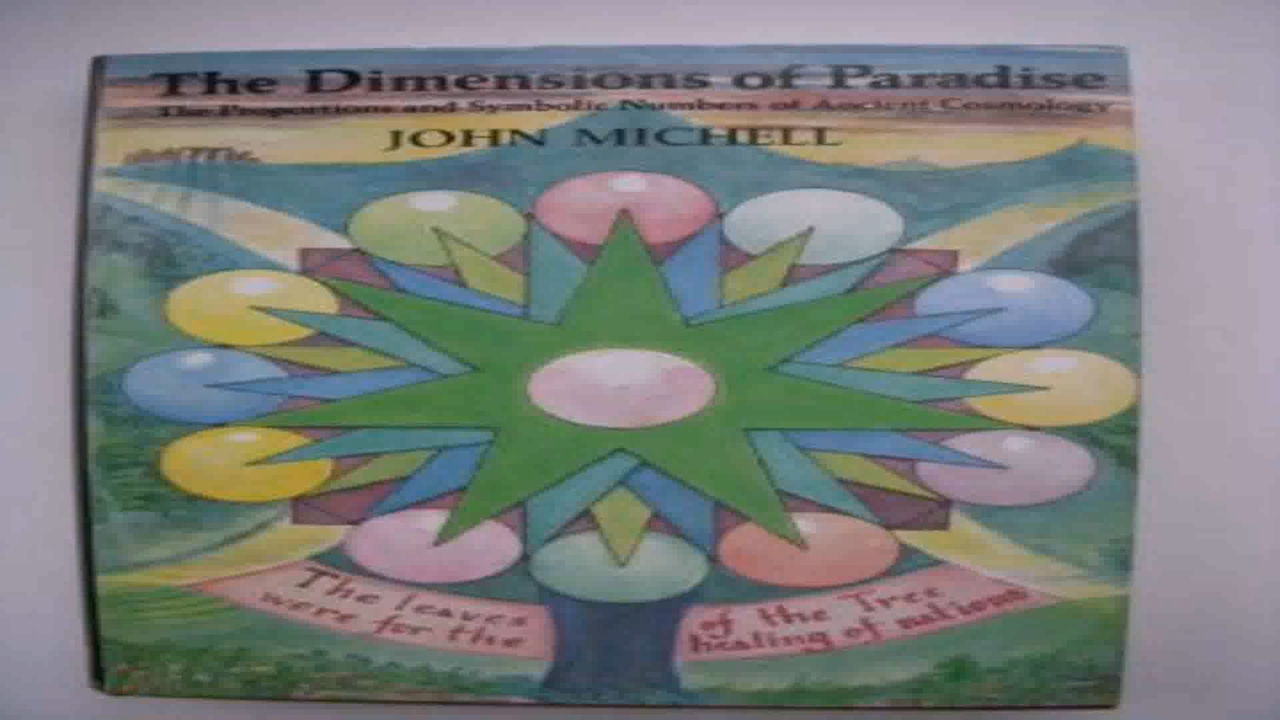 The Dimensions of Paradise
The Proportions and Symbolic Numbers of Ancient Cosmology
JOHN MICHELL
The leaves of the Tree
were for the healing of nations